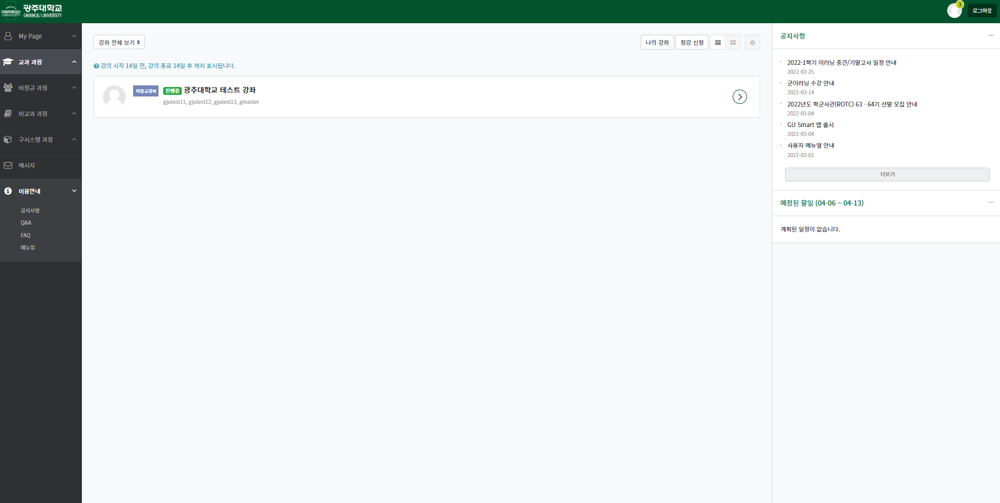 GWANGJU
UNIVERSITY
광주대학교
GWANGJU UNIVERSITY
3
로그아웃
My Page
교과 과정
비정규 과정
비교과 과정
구시스템 과정
메시지
이용안내
공지사항
Q&A
FAQ
매뉴얼
강좌 전체 보기
나의 강좌
청강 신청
강의 시작 14일 전, 강의 종료 14일 후 까지 표시됩니다.
비정규강좌
진행중 광주대학교 테스트 강좌
gjutest11, gjutest12, gjutest13, gmaster
공지사항
2022-1학기 이러닝 중간/기말고사 일정 안내
2022-03-25
군이러닝 수강 안내
2022-03-14
2022년도 학군사관(ROTC) 63 · 64기 선발 모집 안내
2022-03-04
GU Smart 앱 출시
2022-03-04
사용자 메뉴얼 안내
2022-03-02
더보기
예정된 할일 (04-06 ~ 04-13)
계획된 일정이 없습니다.